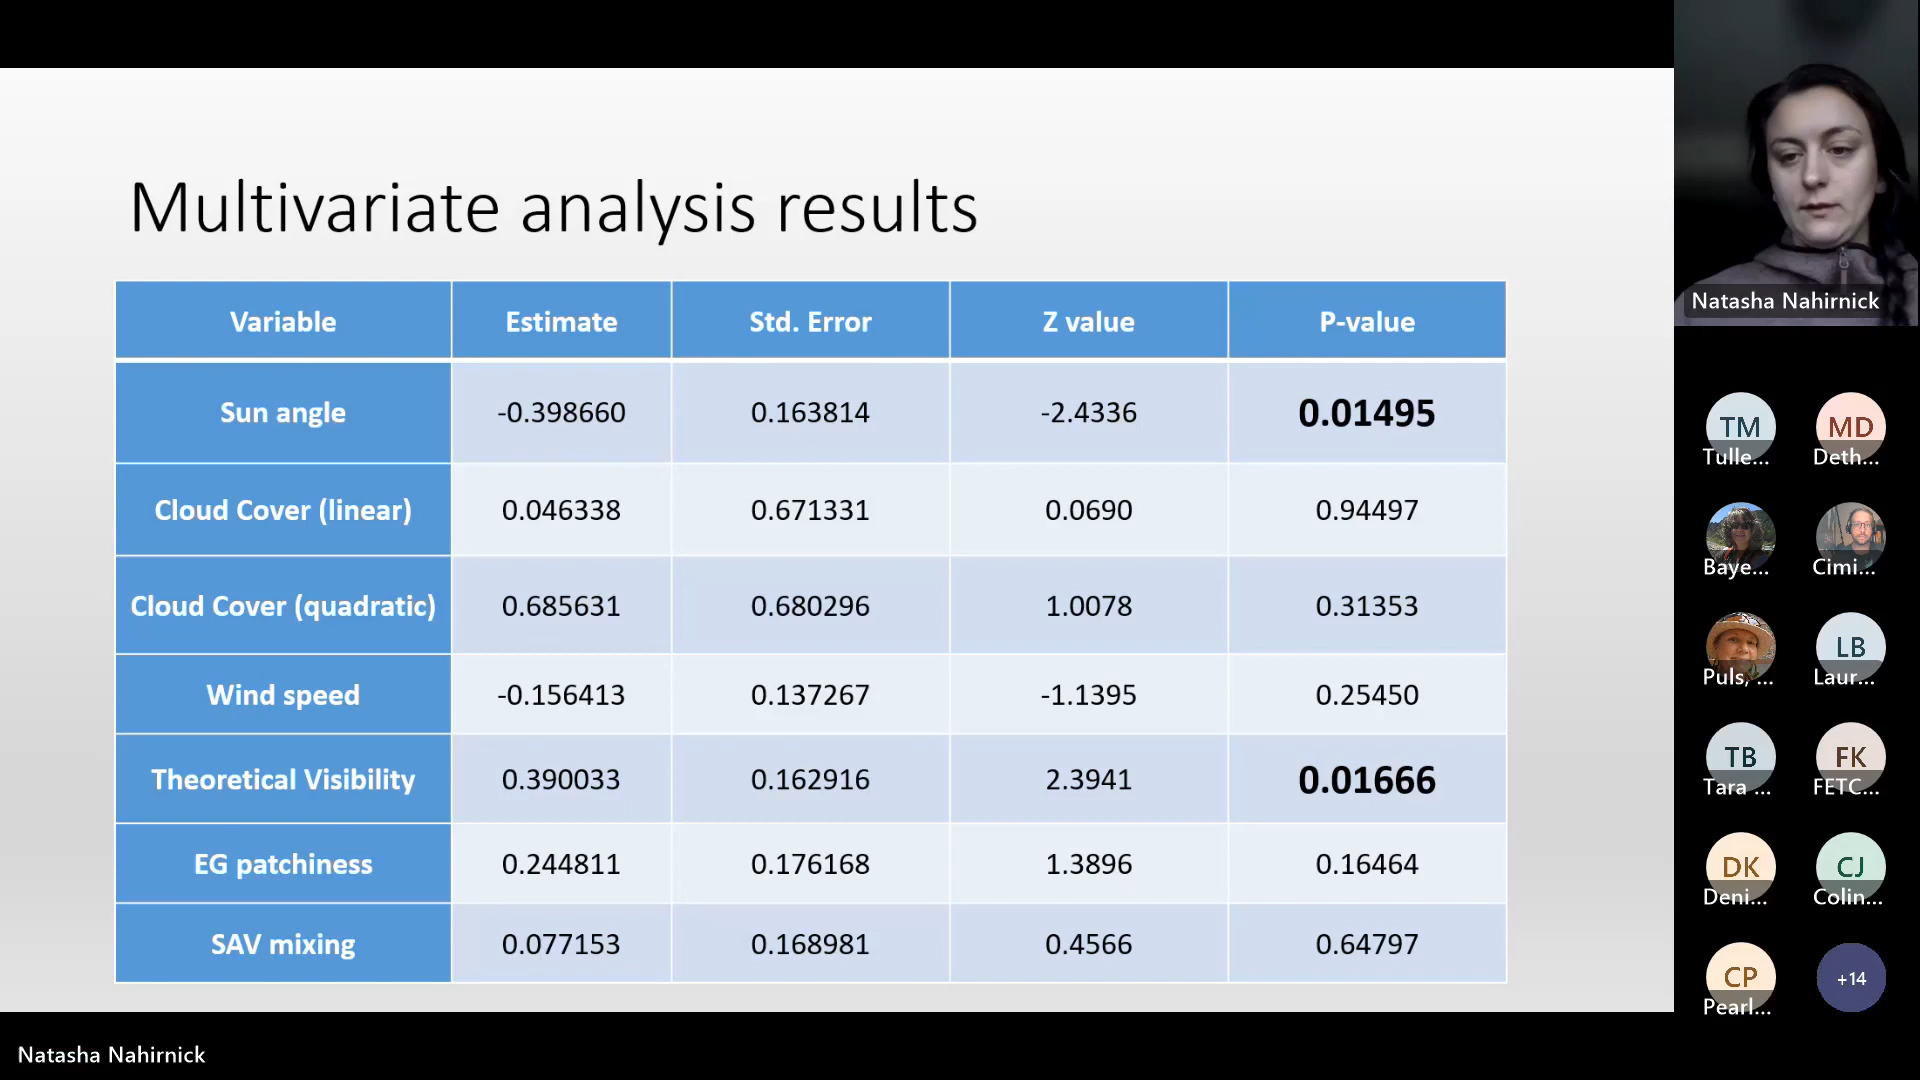 Multivariate analysis results
Variable Estimate Std. Error Z value P-value
Sun angle -0.398660 0.163814 -2.4336 0.01495
Cloud Cover (linear) 0.046338 0.671331 0.0690 0.94497
Cloud Cover (quadratic) 0.685631 0.680296 1.0078 0.31353
Wind speed -0.156413 0.137267 -1.1395 0.25450
Theoretical Visibility 0.390033 0.162916 2.3941 0.01666
EG patchiness 0.244811 0.176168 1.3896 0.16464
SAV mixing 0.077153 0.168981 0.4566 0.64797
Natasha Nahirnick
TM MD
Tulle... Deth...
Baye... Cimi...
Puls, ... LB
Laur...
TB FK
Tara ... FETC...
DK CJ
Deni... Colin...
CP +14
Pearl...
Natasha Nahirnick